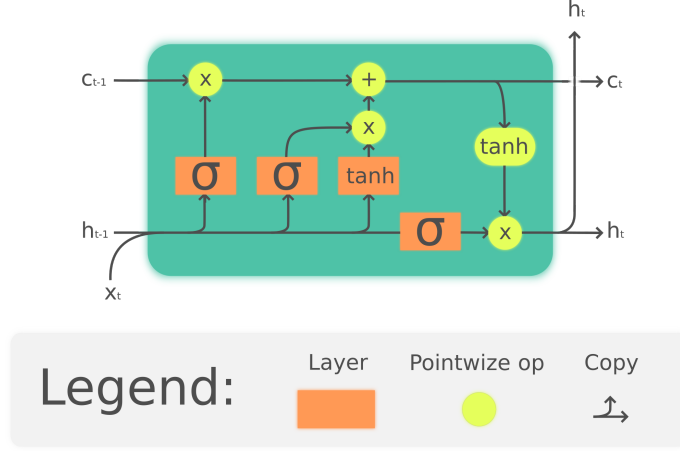 hₜ
cₜ₋₁ x + cₜ
x
tanh
σ σ tanh
hₜ₋₁ σ x hₜ
xₜ
Legend:
Layer Pointwize op Copy